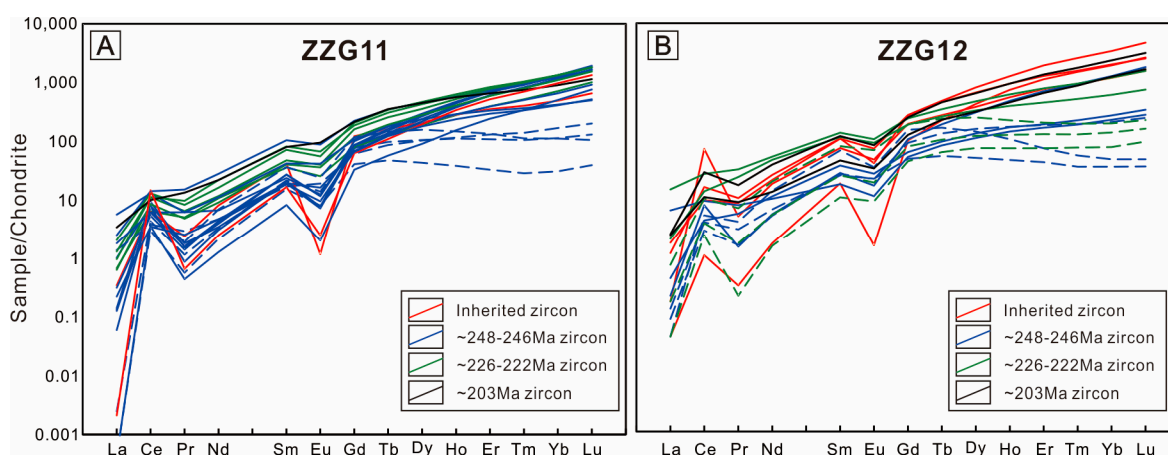 A
ZZG11
B
ZZG12
Sample/Chondrite
10,000
1,000
100
10
1
0.1
0.01
0.001
Inherited zircon
~248-246Ma zircon
~226-222Ma zircon
~203Ma zircon
Inherited zircon
~248-246Ma zircon
~226-222Ma zircon
~203Ma zircon
La Ce Pr Nd Sm Eu Gd Tb Dy Ho Er Tm Yb Lu
La Ce Pr Nd Sm Eu Gd Tb Dy Ho Er Tm Yb Lu